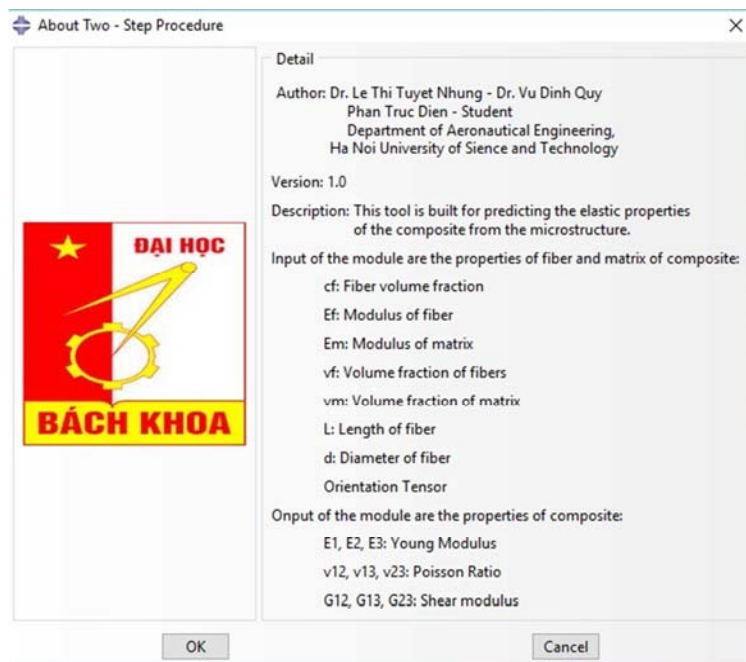 About Two - Step Procedure
ĐẠI HỌC
BÁCH KHOA
Detail
Author: Dr. Le Thi Tuyet Nhung - Dr. Vu Dinh Quy
Phan Truc Dien - Student
Department of Aeronautical Engineering,
Ha Noi University of Sience and Technology
Version: 1.0
Description: This tool is built for predicting the elastic properties
of the composite from the microstructure.
Input of the module are the properties of fiber and matrix of composite:
cf: Fiber volume fraction
Ef: Modulus of fiber
Em: Modulus of matrix
vf: Volume fraction of fibers
vm: Volume fraction of matrix
L: Length of fiber
d: Diameter of fiber
Orientation Tensor
Onput of the module are the properties of composite:
E1, E2, E3: Young Modulus
v12, v13, v23: Poisson Ratio
G12, G13, G23: Shear modulus
OK
Cancel